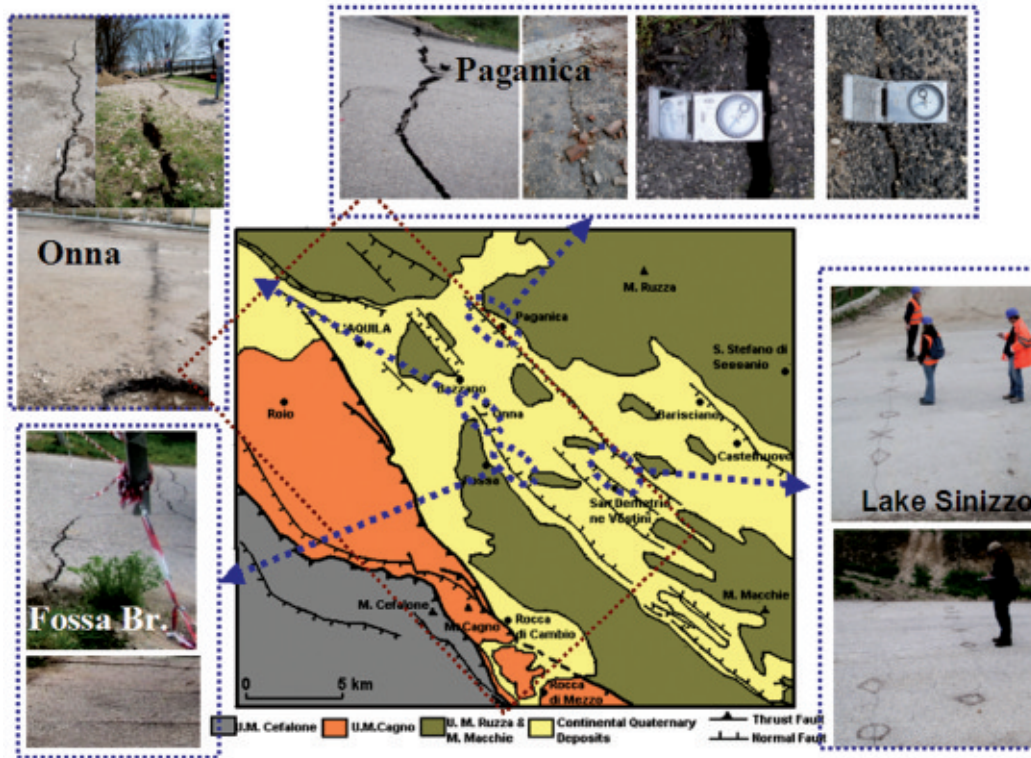 Paganica
Onna
Fossa Br.
Lake Sinizzo
M. Ruzza
Paganica
L'AQUILA
S. Stefano di
Sessanio
Bazzano
Roio
Onna
Barisciano
Castelnuovo
Fossa
San Demetrio
ne Vestini
M. Cefalone
M. Cagno
Rocca
di Cambio
M. Macchie
Rocca
di Mezzo
0 5 km
U.M. Cefalone
U.M.Cagno
U. M. Ruzza &
M. Macchie
Continental Quaternary
Deposits
Thrust Fault
Normal Fault